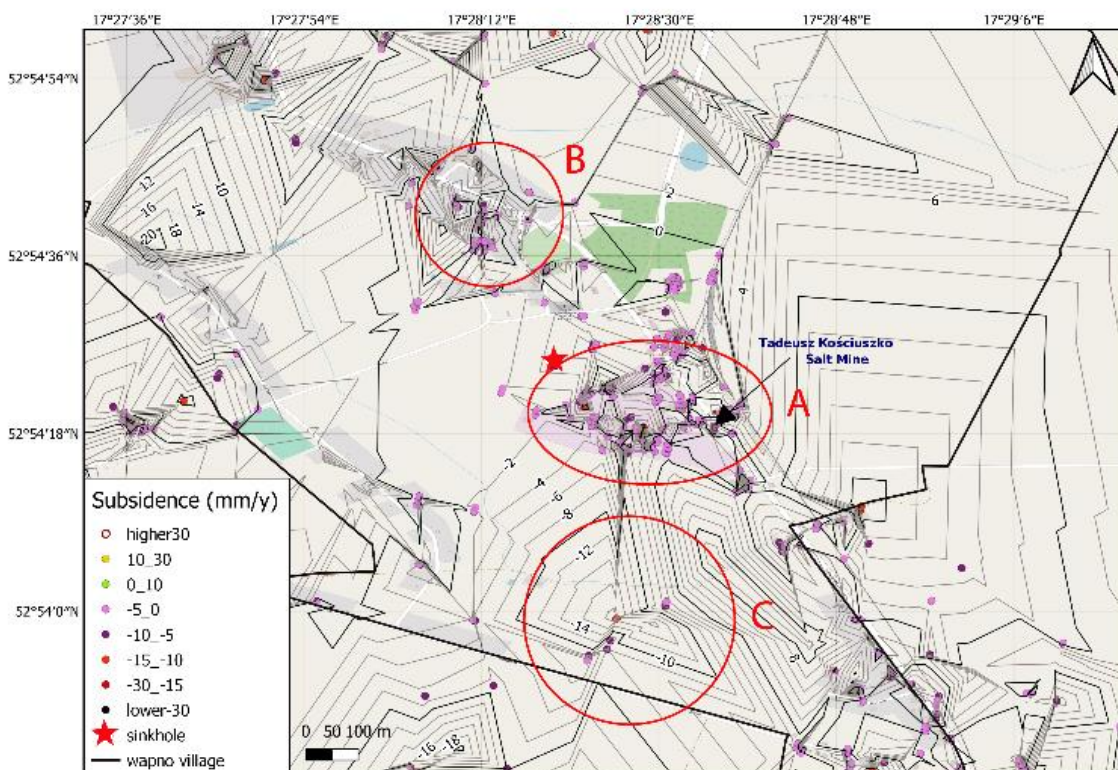 17°27'36"E 17°27'54"E 17°28'12"E 17°28'30"E 17°28'48"E 17°29'6"E
52°54'54"N
52°54'36"N
52°54'18"N
52°54'0"N
B
-2
0
6
-12
-16
-20
10
14
18
4
Tadeusz Kościuszko
Salt Mine
A
-2
-4
-6
-8
-12
-14
-10
C
8
-16
Subsidence (mm/y)
higher30
10_30
0_10
-5_0
-10_-5
-15_-10
-30_-15
lower-30
sinkhole
wapno village
0 50 100 m